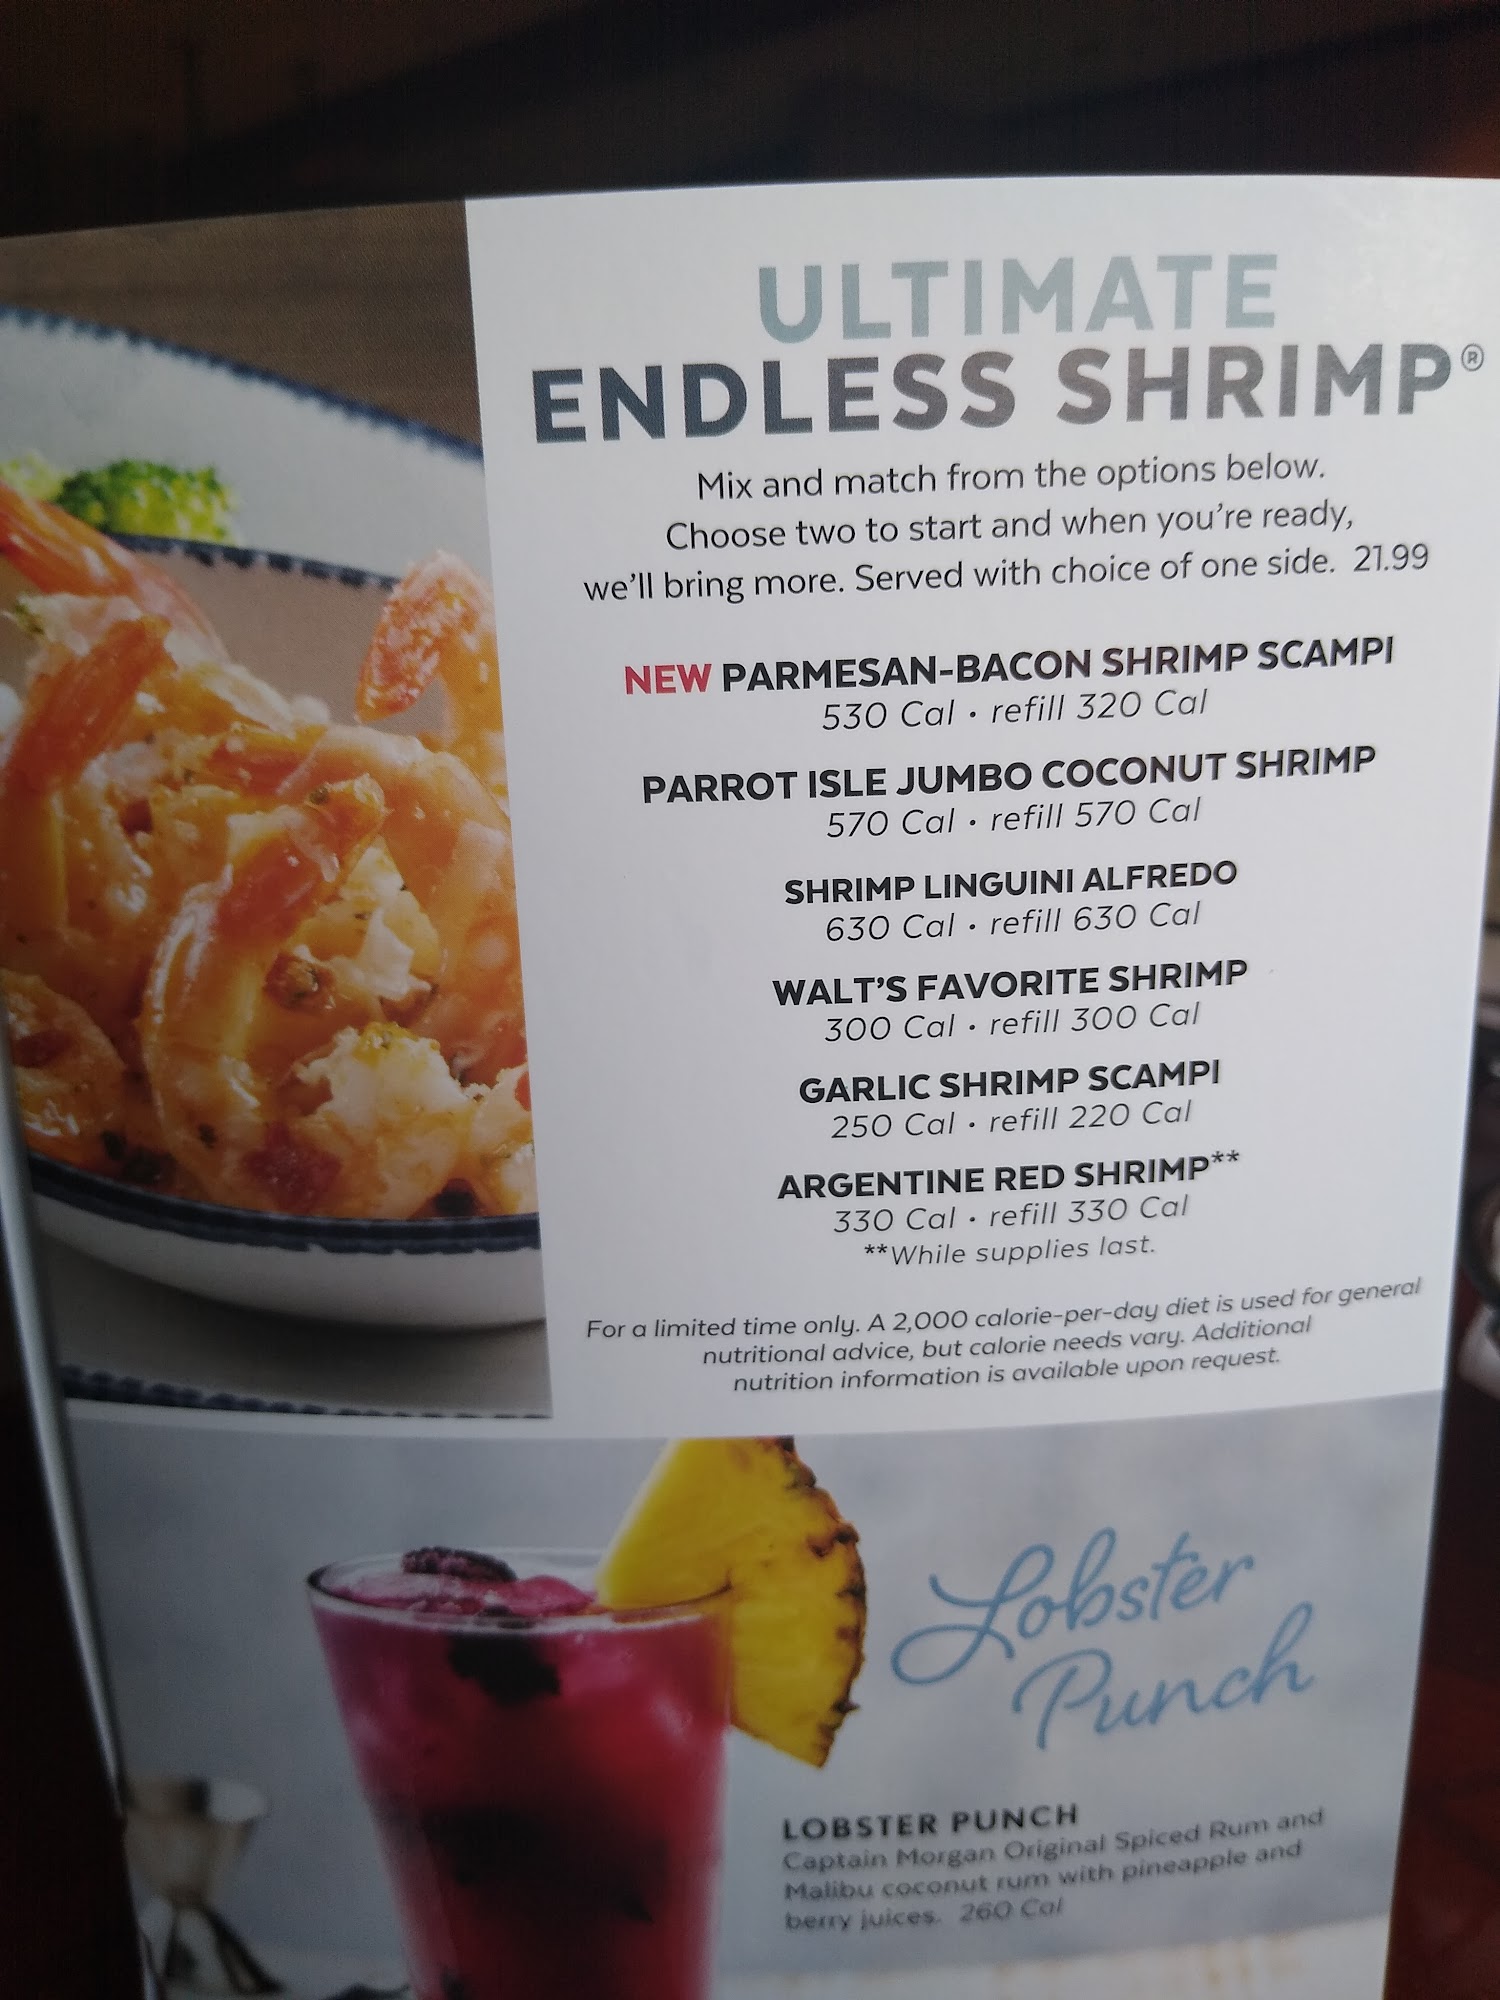 ULTIMATE
ENDLESS SHRIMP®
Mix and match from the options below.
Choose two to start and when you're ready,
we'll bring more. Served with choice of one side. 21.99
NEW PARMESAN-BACON SHRIMP SCAMPI
530 Cal • refill 320 Cal
PARROT ISLE JUMBO COCONUT SHRIMP
570 Cal • refill 570 Cal
SHRIMP LINGUINI ALFREDO
630 Cal • refill 630 Cal
WALT'S FAVORITE SHRIMP
300 Cal • refill 300 Cal
GARLIC SHRIMP SCAMPI
250 Cal • refill 220 Cal
ARGENTINE RED SHRIMP**
330 Cal • refill 330 Cal
**While supplies last.
For a limited time only. A 2,000 calorie-per-day diet is used for general
nutritional advice, but calorie needs vary. Additional
nutrition information is available upon request.
Lobster
Punch
LOBSTER PUNCH
Captain Morgan Original Spiced Rum and
Malibu coconut rum with pineapple and
berry juices. 260 Cal